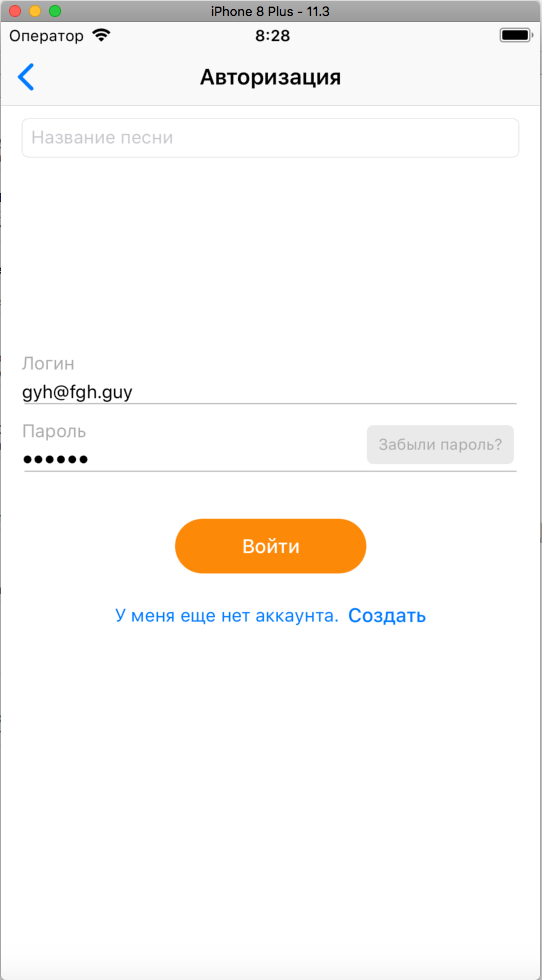 iPhone 8 Plus - 11.3
Оператор 8:28
Авторизация
Название песни
Логин
gyh@fgh.guy
Пароль
●●●●●●
Забыли пароль?
Войти
У меня еще нет аккаунта. Создать